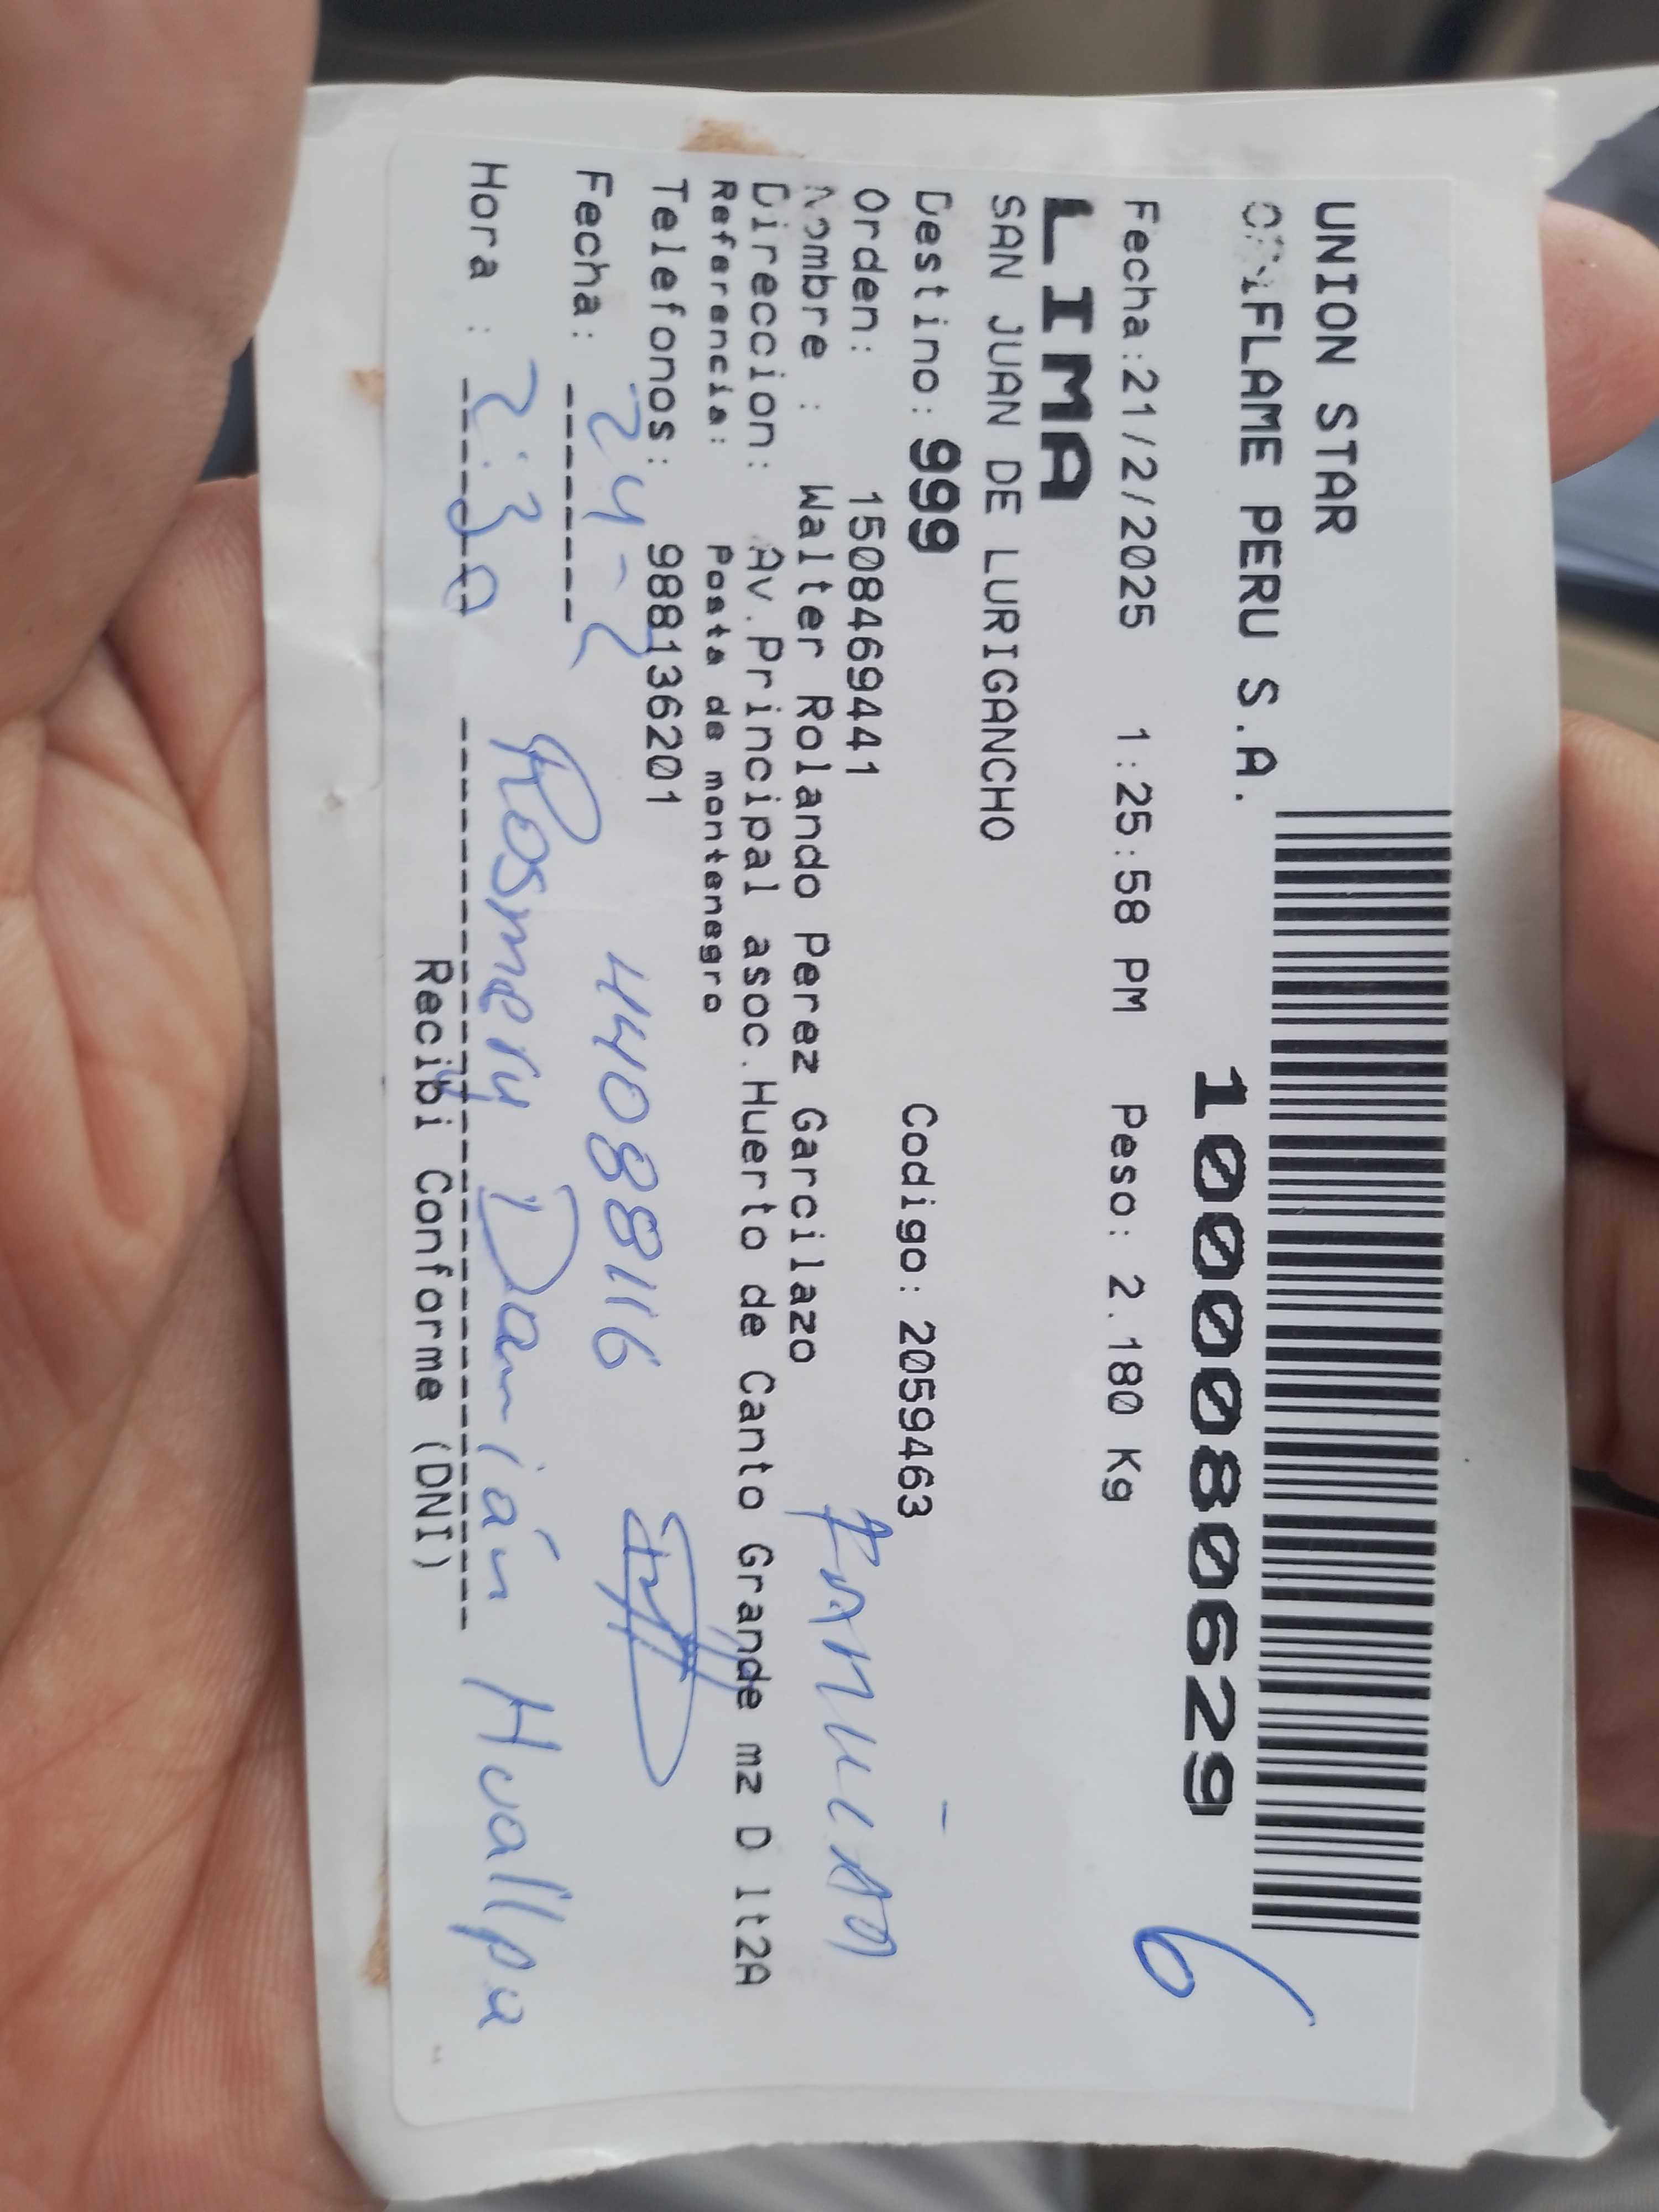 UNION STAR
ORIFLAME PERU S.A.
1000080629
6
Fecha:21/2/2025 1:25:58 PM Peso: 2.180 Kg
LIMA
SAN JUAN DE LURIGANCHO
Destino: 999 Codigo: 2059463
Orden: 1508469441
Nombre : Walter Rolando Perez Garcilazo
Direccion: Av.Principal asoc.Huerto de Canto Grande mz D lt2A
Referencia: Posta de montenegro
Telefonos: 988136201
Fecha: 24-2 44088116
Hora : 2:30 Rosmery Damián Huallpa
Recibi Conforme (DNI)